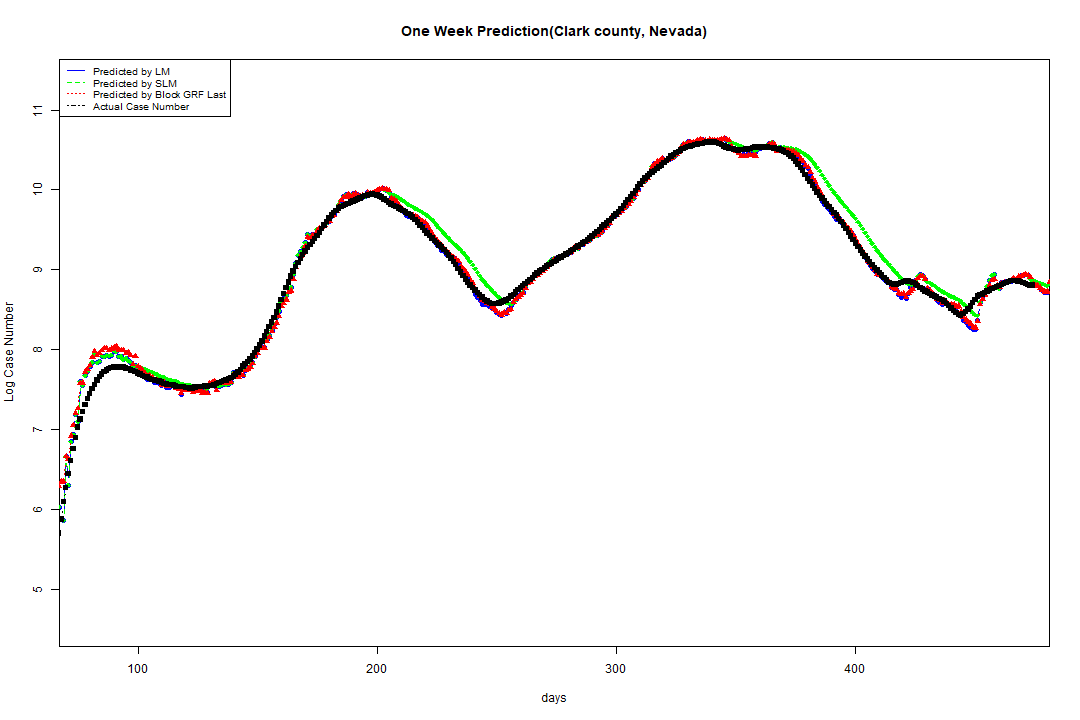 One Week Prediction(Clark county, Nevada)
Predicted by LM
Predicted by SLM
Predicted by Block GRF Last
Actual Case Number
11
10
9
8
7
6
5
Log Case Number
100 200 300 400
days